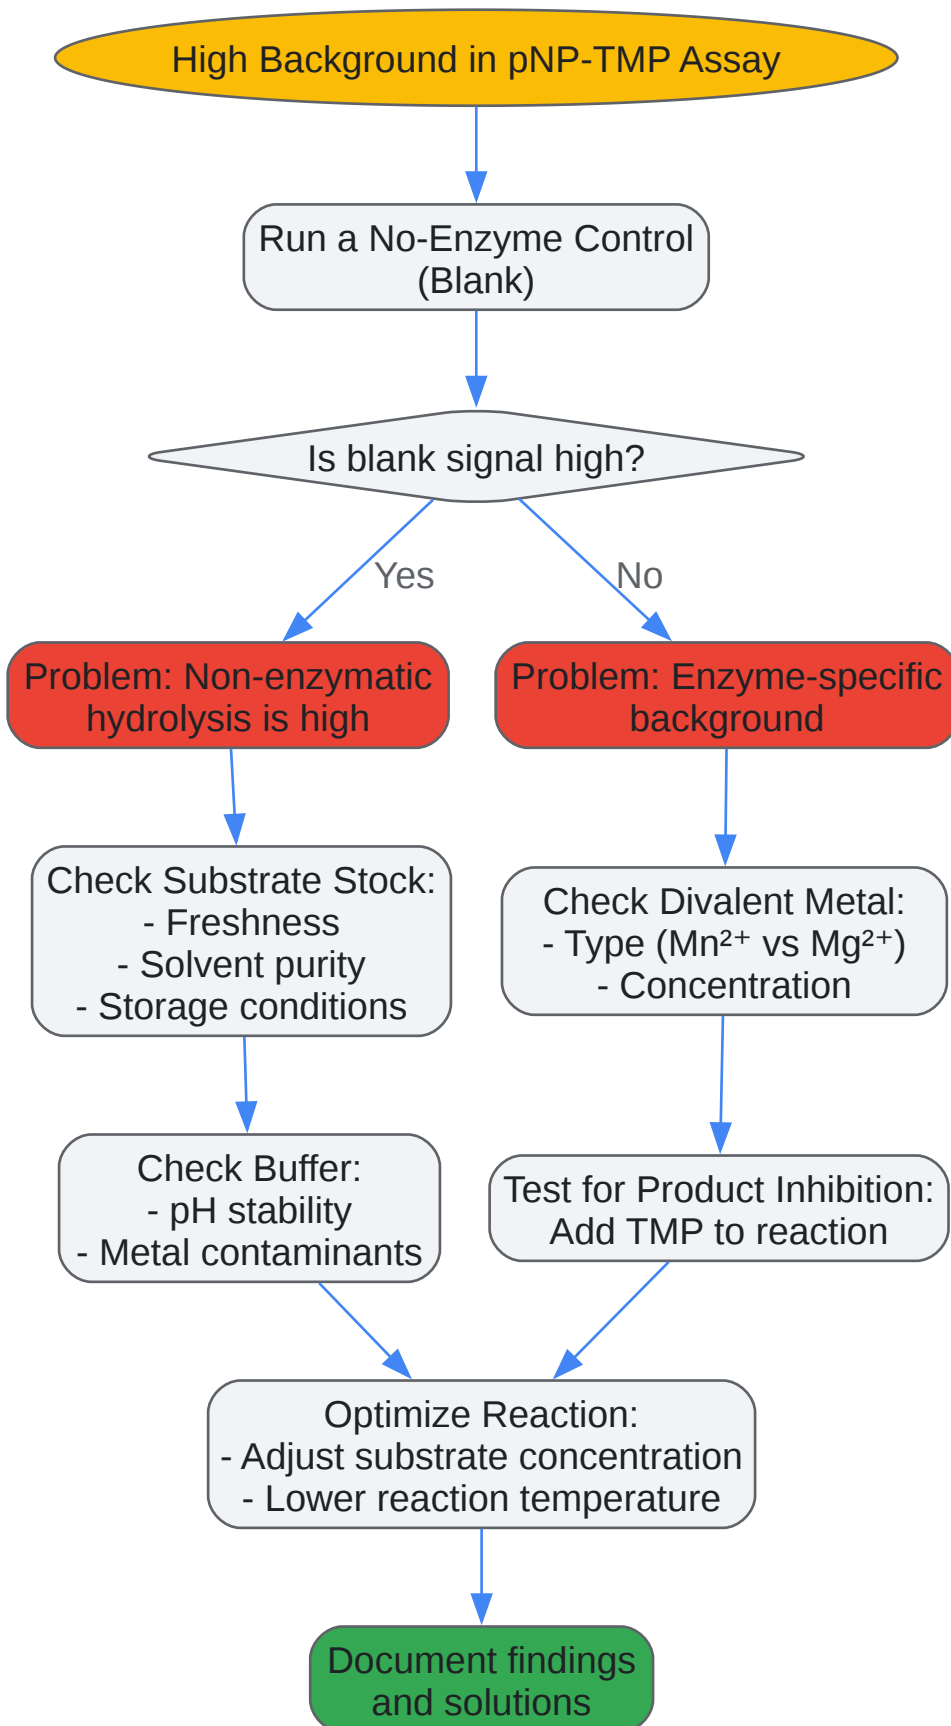 High Background in pNP-TMP Assay
Run a No-Enzyme Control
(Blank)
Is blank signal high?
Yes
No
Problem: Non-enzymatic
hydrolysis is high
Problem: Enzyme-specific
background
Check Substrate Stock:
- Freshness
- Solvent purity
- Storage conditions
Check Divalent Metal:
- Type (Mn²⁺ vs Mg²⁺)
- Concentration
Check Buffer:
- pH stability
- Metal contaminants
Test for Product Inhibition:
Add TMP to reaction
Optimize Reaction:
- Adjust substrate concentration
- Lower reaction temperature
Document findings
and solutions